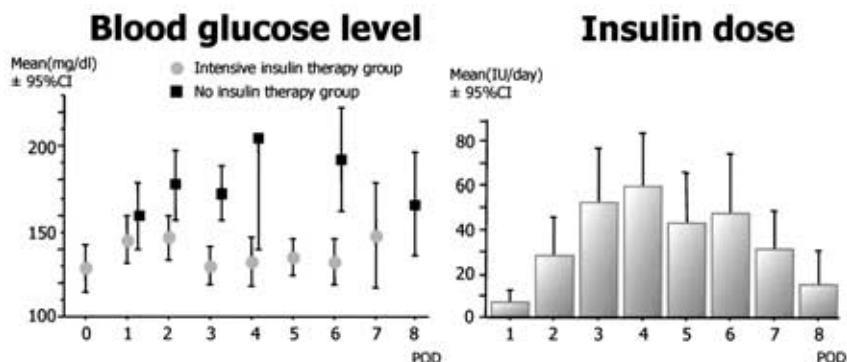 Blood glucose level
Mean(mg/dl)
± 95%CI
Intensive insulin therapy group
No insulin therapy group
200
150
100
0 1 2 3 4 5 6 7 8
POD
Insulin dose
Mean(IU/day)
± 95%CI
80
60
40
20
0
1 2 3 4 5 6 7 8
POD